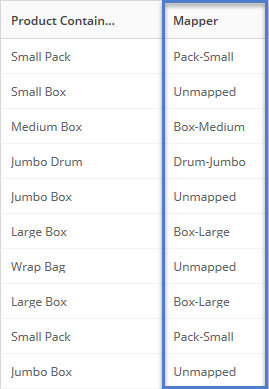 Product Contain... Mapper
Small Pack Pack-Small
Small Box Unmapped
Medium Box Box-Medium
Jumbo Drum Drum-Jumbo
Jumbo Box Unmapped
Large Box Box-Large
Wrap Bag Unmapped
Large Box Box-Large
Small Pack Pack-Small
Jumbo Box Unmapped